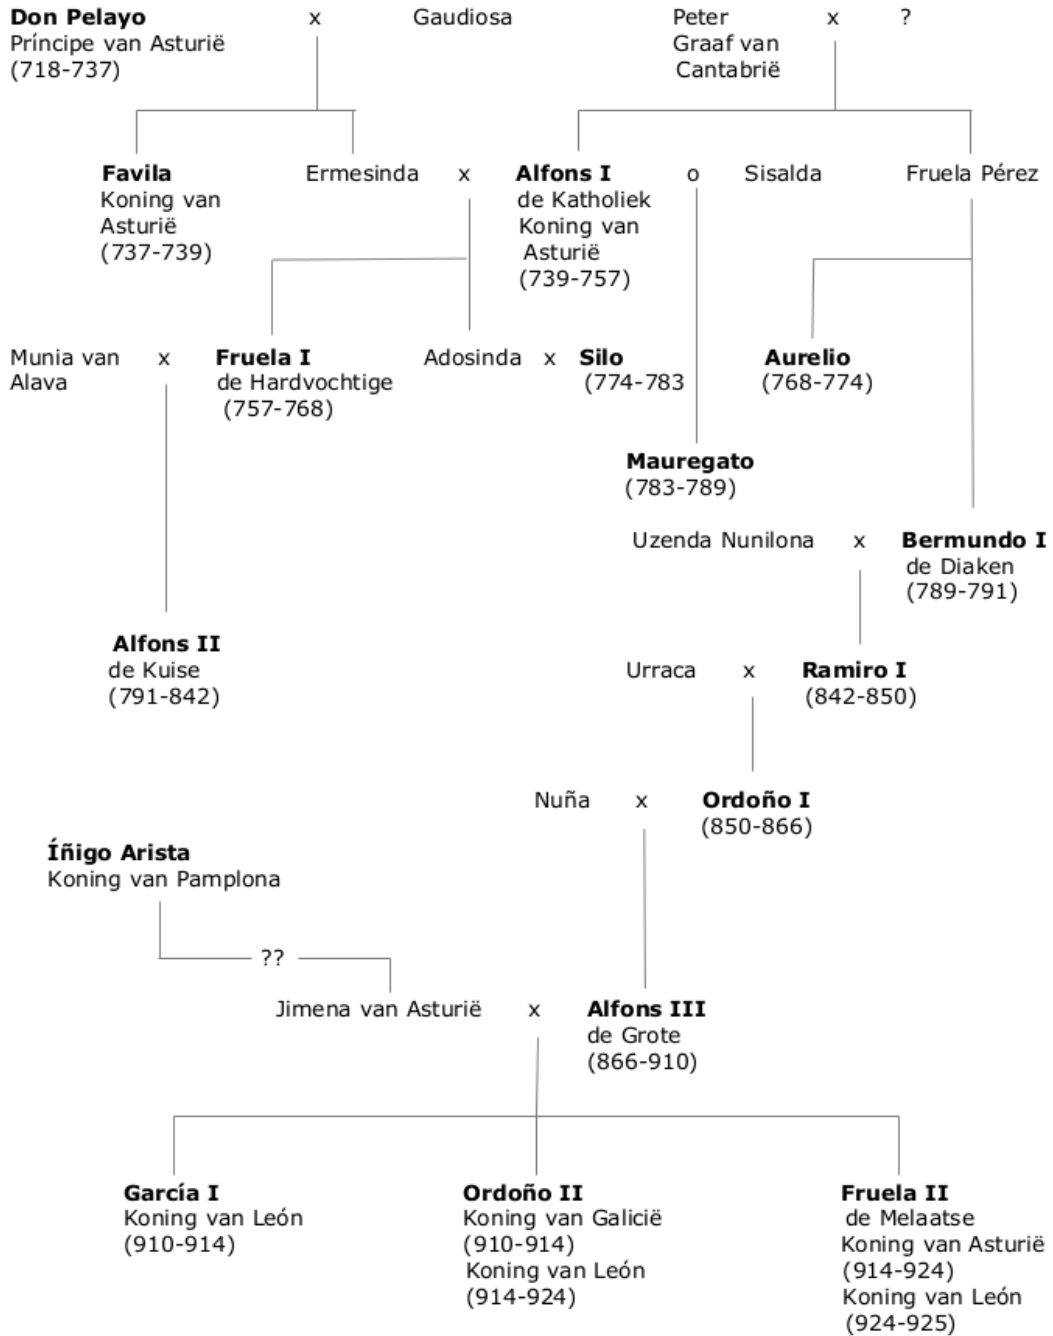 Don Pelayo x Gaudiosa Peter x ?
Príncipe van Asturië Graaf van
(718-737) Cantabrië
Favila Ermesinda x Alfons I o Sisalda Fruela Pérez
Koning van de Katholiek
Asturië Koning van
(737-739) Asturië
(739-757)
Munia van x Fruela I Adosinda x Silo Aurelio
Alava de Hardvochtige (774-783 (768-774)
(757-768)
Mauregato
(783-789)
Uzenda Nunilona x Bermundo I
de Diaken
(789-791)
Alfons II
de Kuise
(791-842)
Urraca x Ramiro I
(842-850)
Nuña x Ordoño I
(850-866)
Íñigo Arista
Koning van Pamplona
??
Jimena van Asturië x Alfons III
de Grote
(866-910)
García I Ordoño II Fruela II
Koning van León Koning van Galicië de Melaatse
(910-914) (910-914) Koning van Asturië
Koning van León (914-924)
(914-924) Koning van León
(924-925)